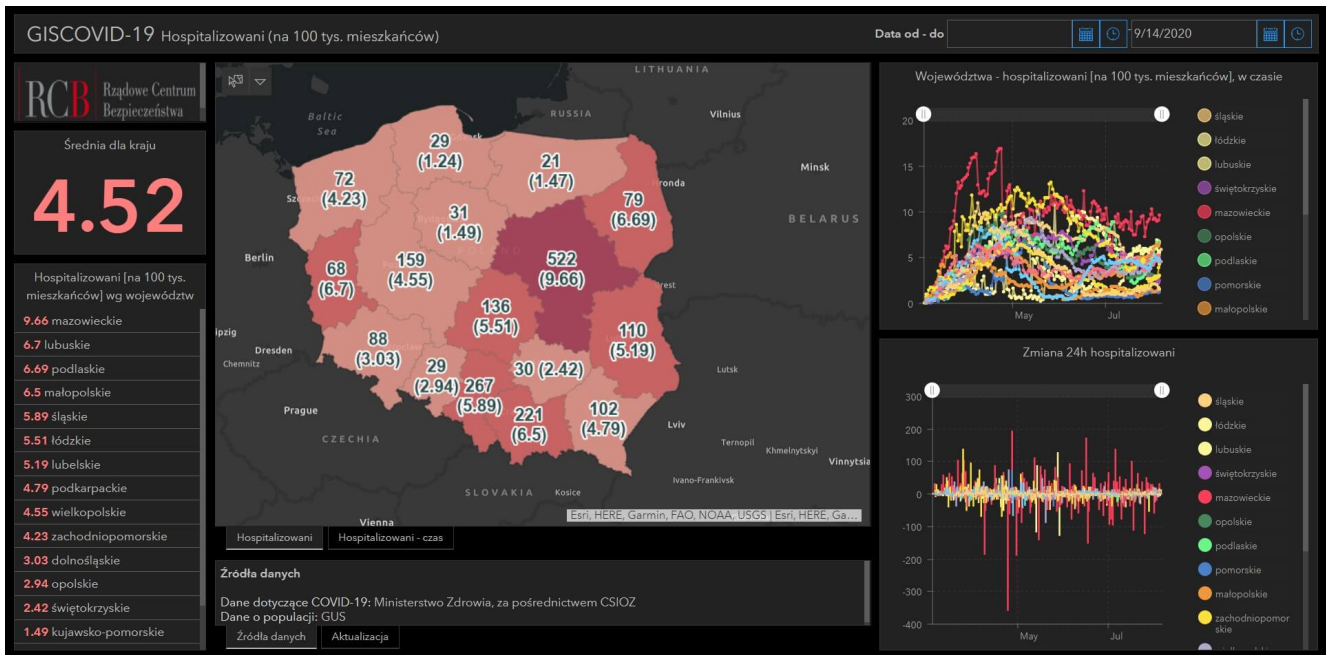 GISCOVID-19 Hospitalizowani (na 100 tys. mieszkańców)
Data od - do
- 9/14/2020
RCB Rządowe Centrum
Bezpieczeństwa
Średnia dla kraju
4.52
Hospitalizowani [na 100 tys.
mieszkańców] wg województw
9.66 mazowieckie
6.7 lubuskie
6.69 podlaskie
6.5 małopolskie
5.89 śląskie
5.51 łódzkie
5.19 lubelskie
4.79 podkarpackie
4.55 wielkopolskie
4.23 zachodniopomorskie
3.03 dolnośląskie
2.94 opolskie
2.42 świętokrzyskie
1.49 kujawsko-pomorskie
LITHUANIA
Baltic
Sea
RUSSIA
Vilnius
Minsk
BELARUS
Berlin
Dresden
Chemnitz
Prague
CZECHIA
SLOVAKIA
Kosice
Vienna
Lutsk
Lviv
Ternopil
Khmelnytskyi
Vinnytsia
Ivano-Frankivsk
29
(1.24)
21
(1.47)
72
(4.23)
79
(6.69)
31
(1.49)
522
(9.66)
159
(4.55)
68
(6.7)
136
(5.51)
110
(5.19)
88
(3.03)
29
(2.94)
30 (2.42)
267
(5.89)
221
(6.5)
102
(4.79)
Esri, HERE, Garmin, FAO, NOAA, USGS | Esri, HERE, Ga...
Hospitalizowani
Hospitalizowani - czas
Źródła danych
Dane dotyczące COVID-19: Ministerstwo Zdrowia, za pośrednictwem CSIOZ
Dane o populacji: GUS
Źródła danych
Aktualizacja
Województwa - hospitalizowani [na 100 tys. mieszkańców], w czasie
20
15
10
5
0
May
Jul
śląskie
łódzkie
lubuskie
świętokrzyskie
mazowieckie
opolskie
podlaskie
pomorskie
małopolskie
Zmiana 24h hospitalizowani
300
200
100
0
-100
-200
-300
-400
May
Jul
śląskie
łódzkie
lubuskie
świętokrzyskie
mazowieckie
opolskie
podlaskie
pomorskie
małopolskie
zachodniopomor
skie